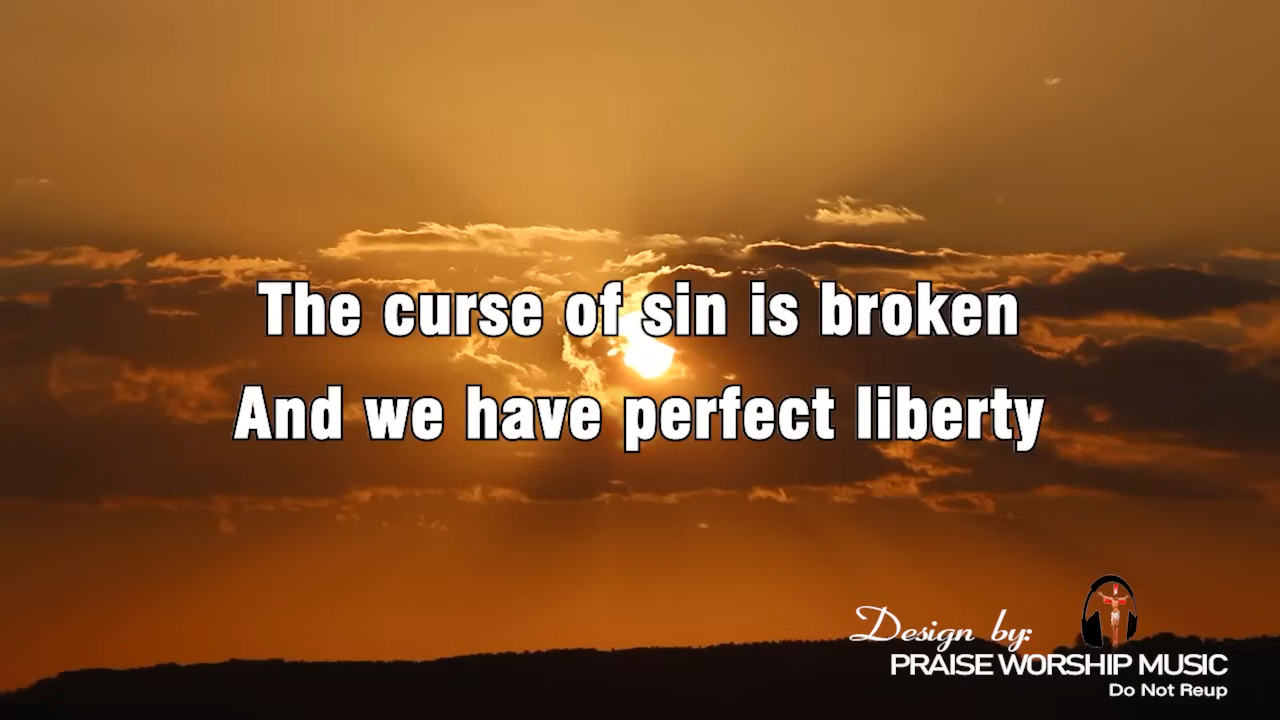 The curse of sin is broken
And we have perfect liberty
Design by:
PRAISE WORSHIP MUSIC
Do Not Reup